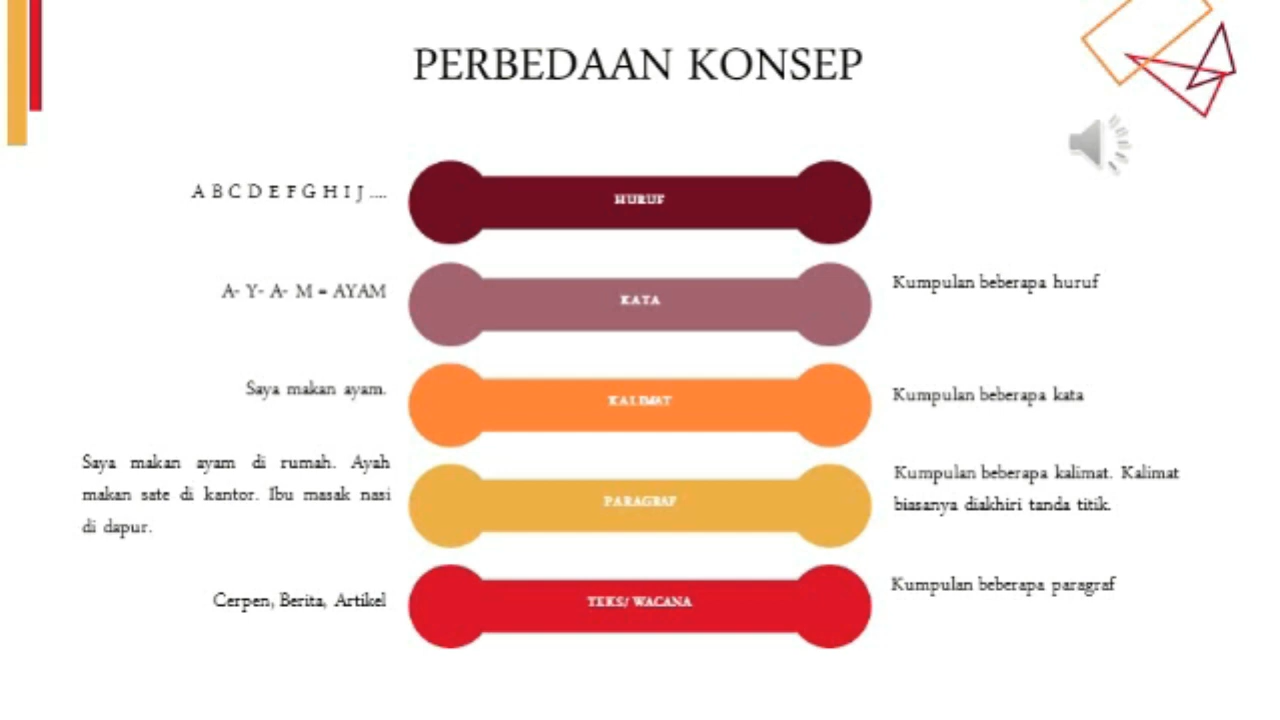 PERBEDAAN KONSEP
A B C D E F G H I J ....
HURUF
A- Y- A- M = AYAM
KATA
Kumpulan beberapa huruf
Saya makan ayam.
KALIMAT
Kumpulan beberapa kata
Saya makan ayam di rumah. Ayah
makan sate di kantor. Ibu masak nasi
di dapur.
PARAGRAF
Kumpulan beberapa kalimat. Kalimat
biasanya diakhiri tanda titik.
Cerpen, Berita, Artikel
TEKS/ WACANA
Kumpulan beberapa paragraf